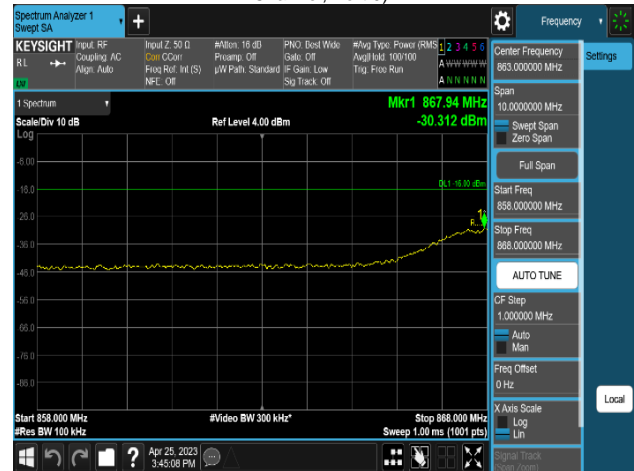 Spectrum Analyzer 1
Swept SA
Frequency
KEYSIGHT
RL
Input: RF
Coupling: AC
Align: Auto
Input Z: 50 Ω
Corr CCorr
Freq Ref: Int (S)
NFE: Off
#Atten: 16 dB
Preamp: Off
µW Path: Standard
PNO: Best Wide
Gate: Off
IF Gain: Low
Sig Track: Off
#Avg Type: Power (RMS
Avg|Hold: 100/100
Trig: Free Run
1 2 3 4 5 6
A W W W W W
A N N N N N
1 Spectrum
Scale/Div 10 dB
Log
Ref Level 4.00 dBm
Mkr1 867.94 MHz
-30.312 dBm
-6.00
-16.0
-26.0
-36.0
-46.0
-56.0
-66.0
-76.0
-86.0
DL1 -16.00 dBm
1
Start 858.000 MHz
#Res BW 100 kHz
#Video BW 300 kHz*
Stop 868.000 MHz
Sweep 1.00 ms (1001 pts)
Center Frequency
863.000000 MHz
Settings
Span
10.0000000 MHz
Swept Span
Zero Span
Full Span
Start Freq
858.000000 MHz
Stop Freq
868.000000 MHz
AUTO TUNE
CF Step
1.000000 MHz
Auto
Man
Freq Offset
0 Hz
X Axis Scale
Log
Lin
Local
Signal Track
(Span Zoom)
?
Apr 25, 2023
3:45:08 PM